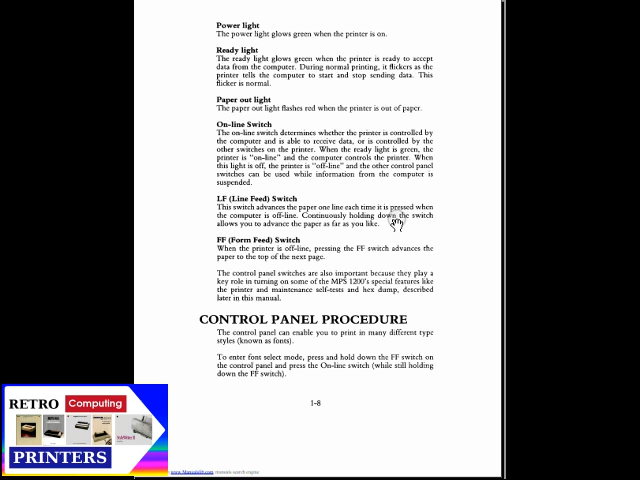 Power light
The power light glows green when the printer is on.
Ready light
The ready light glows green when the printer is ready to accept
data from the computer. During normal printing, it flickers as the
printer tells the computer to start and stop sending data. This
flicker is normal.
Paper out light
The paper out light flashes red when the printer is out of paper.
On-line Switch
The on-line switch determines whether the printer is controlled by
the computer and is able to receive data, or is controlled by
the other switches on the printer. When the ready light is green, the
printer is "on-line" and the computer controls the printer. When
this light is off, the printer is "off-line" and the other control panel
switches can be used while information from the computer is
suspended.
LF (Line Feed) Switch
This switch advances the paper one line each time it is pressed when
the computer is off-line. Continuously holding down the switch
allows you to advance the paper as far as you like.
FF (Form Feed) Switch
When the printer is off-line, pressing the FF switch advances the
paper to the top of the next page.
The control panel switches are also important because they play a
key role in turning on some of the MPS 1200's special features like
the printer and maintenance self-tests and hex dump, described
later in this manual.
CONTROL PANEL PROCEDURE
The control panel can enable you to print in many different type
styles (known as fonts).
To enter font select mode, press and hold down the FF switch on
the control panel and press the On-line switch (while still holding
down the FF switch).
1-8
RETRO Computing
PRINTERS
www.Manualslib.com manuals search engine